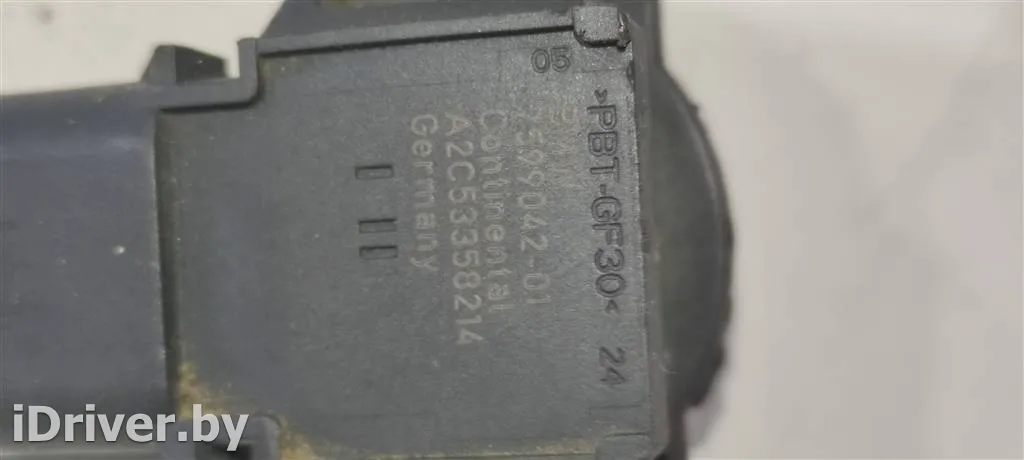 05
>PBT-GF30< 24
7599042-01
Continental
A2C53358214
Germany
iDriver.by